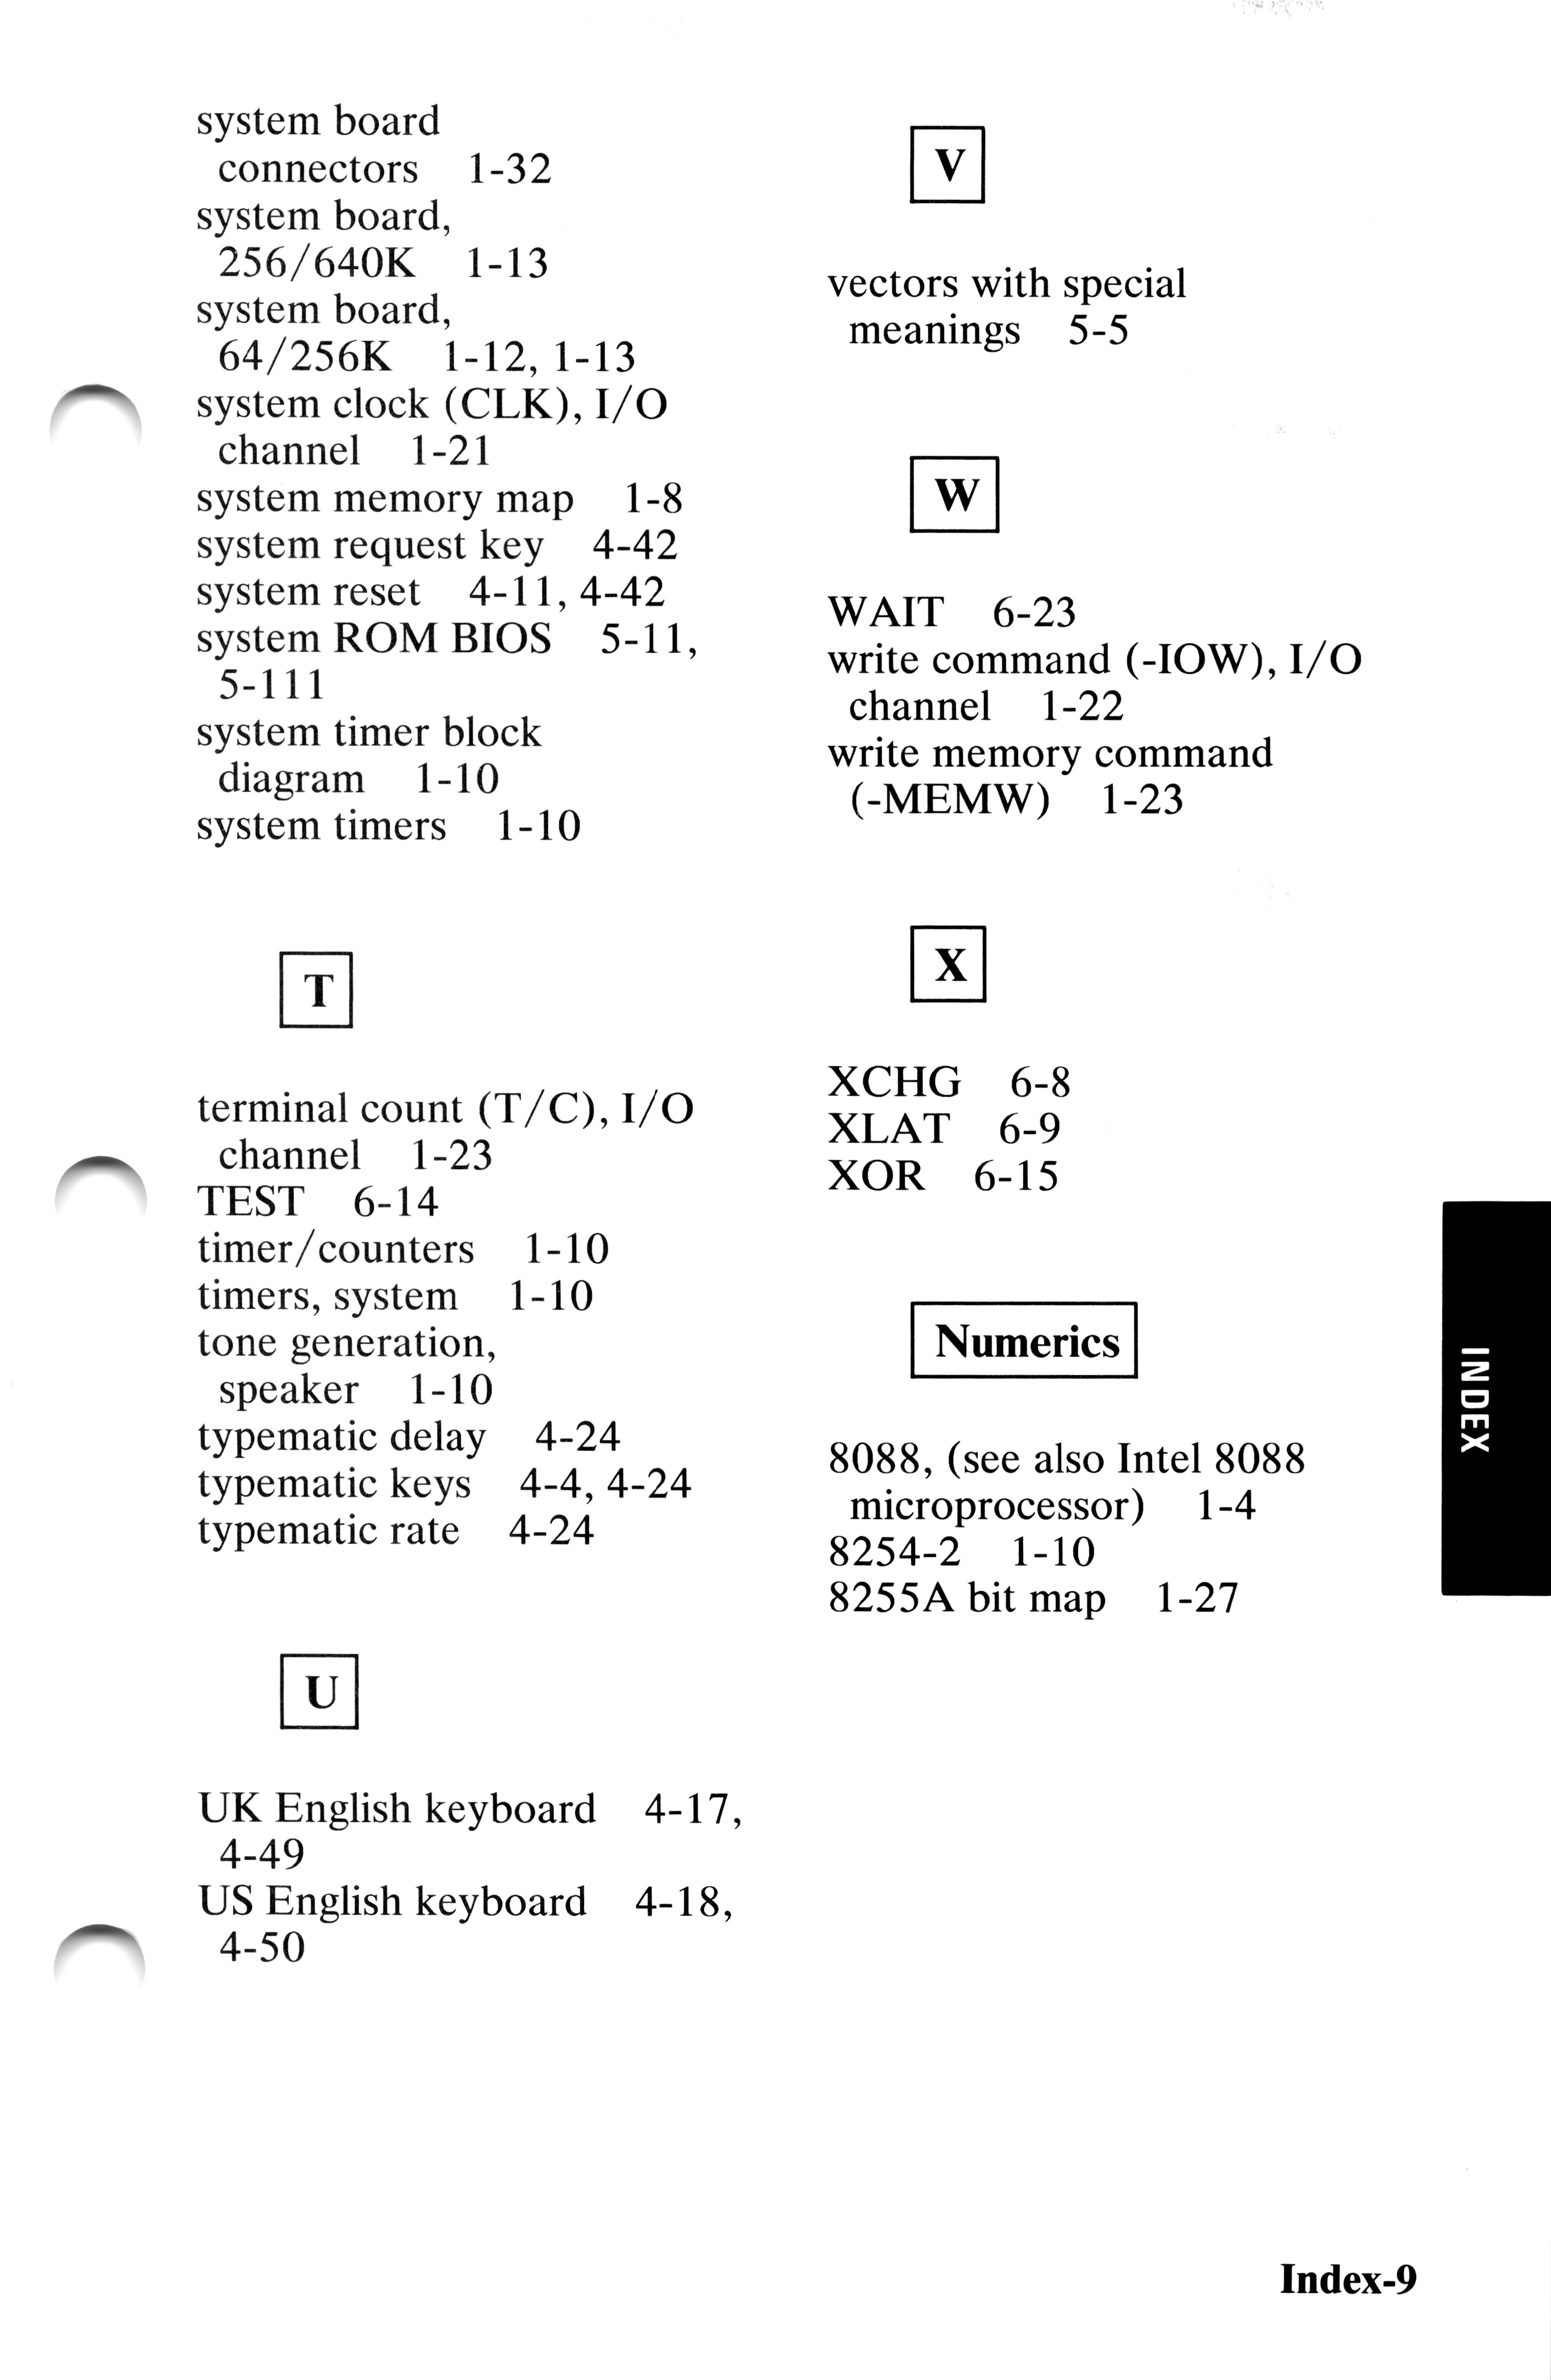 system board
connectors 1-32
system board,
256/640K 1-13
system board,
64/256K 1-12, 1-13
system clock (CLK), I/O
channel 1-21
system memory map 1-8
system request key 4-42
system reset 4-11, 4-42
system ROM BIOS 5-11,
5-111
system timer block
diagram 1-10
system timers 1-10
T
terminal count (T/C), I/O
channel 1-23
TEST 6-14
timer/counters 1-10
timers, system 1-10
tone generation,
speaker 1-10
typematic delay 4-24
typematic keys 4-4, 4-24
typematic rate 4-24
U
UK English keyboard 4-17,
4-49
US English keyboard 4-18,
4-50
V
vectors with special
meanings 5-5
W
WAIT 6-23
write command (-IOW), I/O
channel 1-22
write memory command
(-MEMW) 1-23
X
XCHG 6-8
XLAT 6-9
XOR 6-15
Numerics
8088, (see also Intel 8088
microprocessor) 1-4
8254-2 1-10
8255A bit map 1-27
INDEX
Index-9